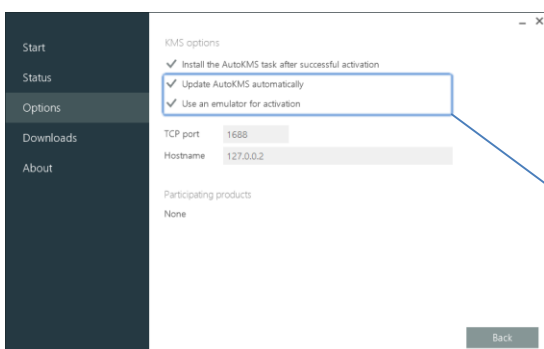 Start
Status
Options
Downloads
About
KMS options
Install the AutoKMS task after successful activation
Update AutoKMS automatically
Use an emulator for activation
TCP port 1688
Hostname 127.0.0.2
Participating products
None
Back